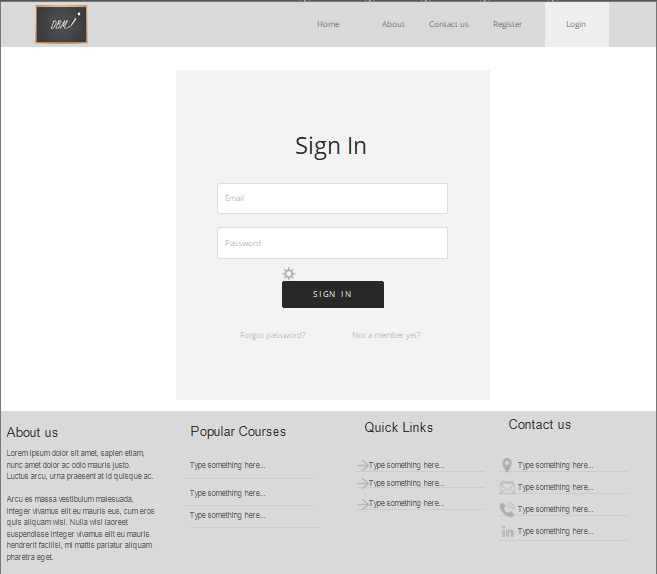 DBM
Home
About
Contact us
Register
Login
Sign In
Email
Password
SIGN IN
Forgot password?
Not a member yet?
About us
Lorem ipsum dolor sit amet, sapien etiam,
nunc amet dolor ac odio mauris justo.
Luctus arcu, urna praesent at id quisque ac.
Arcu es massa vestibulum malesuada,
integer vivamus elit eu mauris eus, cum eros
quis aliquam wisi. Nulla wisi laoreet
suspendisse integer vivamus elit eu mauris
hendrerit facilisi, mi mattis pariatur aliquam
pharetra eget.
Popular Courses
Type something here...
Type something here...
Type something here...
Quick Links
Type something here...
Type something here...
Type something here...
Contact us
Type something here...
Type something here...
Type something here...
in
Type something here...